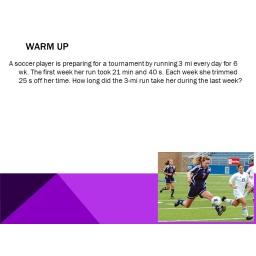 WARM UP
A soccer player is preparing for a tournament by running 3 mi every day for 6
wk. The first week her run took 21 min and 40 s. Each week she trimmed
25 s off her time. How long did the 3-mi run take her during the last week?